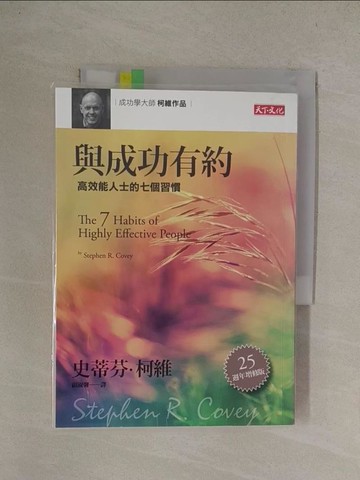 成功學大師 柯維作品
天下文化
與成功有約
高效能人士的七個習慣
The 7 Habits of
Highly Effective People
by Stephen R. Covey
25
週年增修版
史蒂芬·柯維
譯
Stephen R. Covey